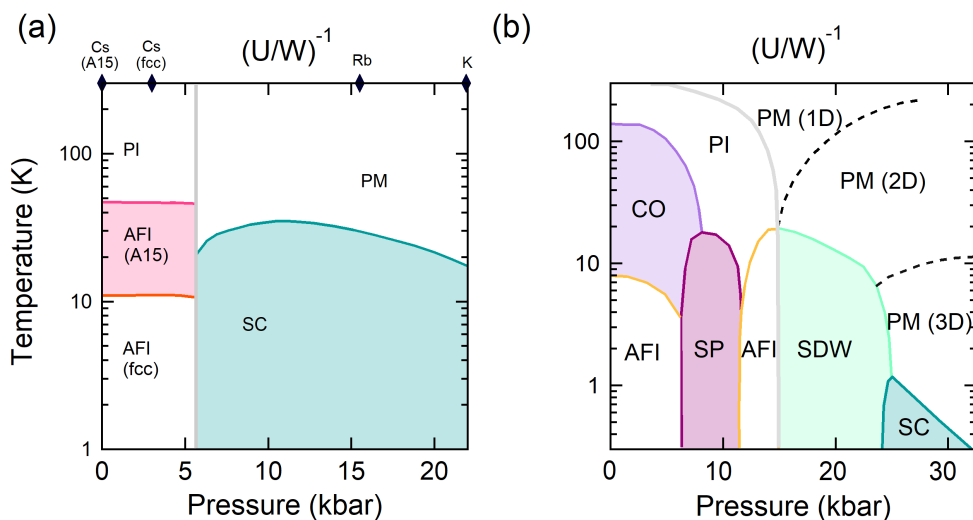 (a)
(U/W)-1
Cs
(A15)
Cs
(fcc)
Rb
K
Temperature (K)
100
10
1
PI
PM
AFI
(A15)
SC
AFI
(fcc)
0
5
10
15
20
Pressure (kbar)
(b)
(U/W)-1
100
10
1
PM (1D)
PI
PM (2D)
CO
PM (3D)
AFI
SP
AFI
SDW
SC
0
10
20
30
Pressure (kbar)